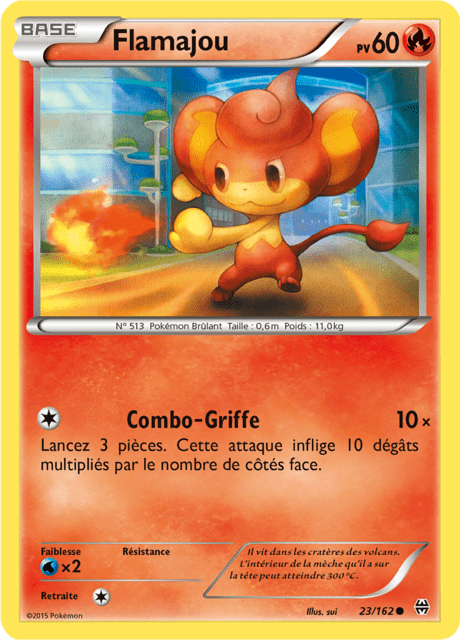 BASE Flamajou PV60
N° 513 Pokémon Brûlant Taille : 0,6m Poids : 11,0kg
Combo-Griffe 10×
Lancez 3 pièces. Cette attaque inflige 10 dégâts
multipliés par le nombre de côtés face.
Faiblesse Résistance
×2
Il vit dans les cratères des volcans.
L'intérieur de la mèche qu'il a sur
la tête peut atteindre 300 °C.
Retraite
©2015 Pokémon Illus. sui 23/162